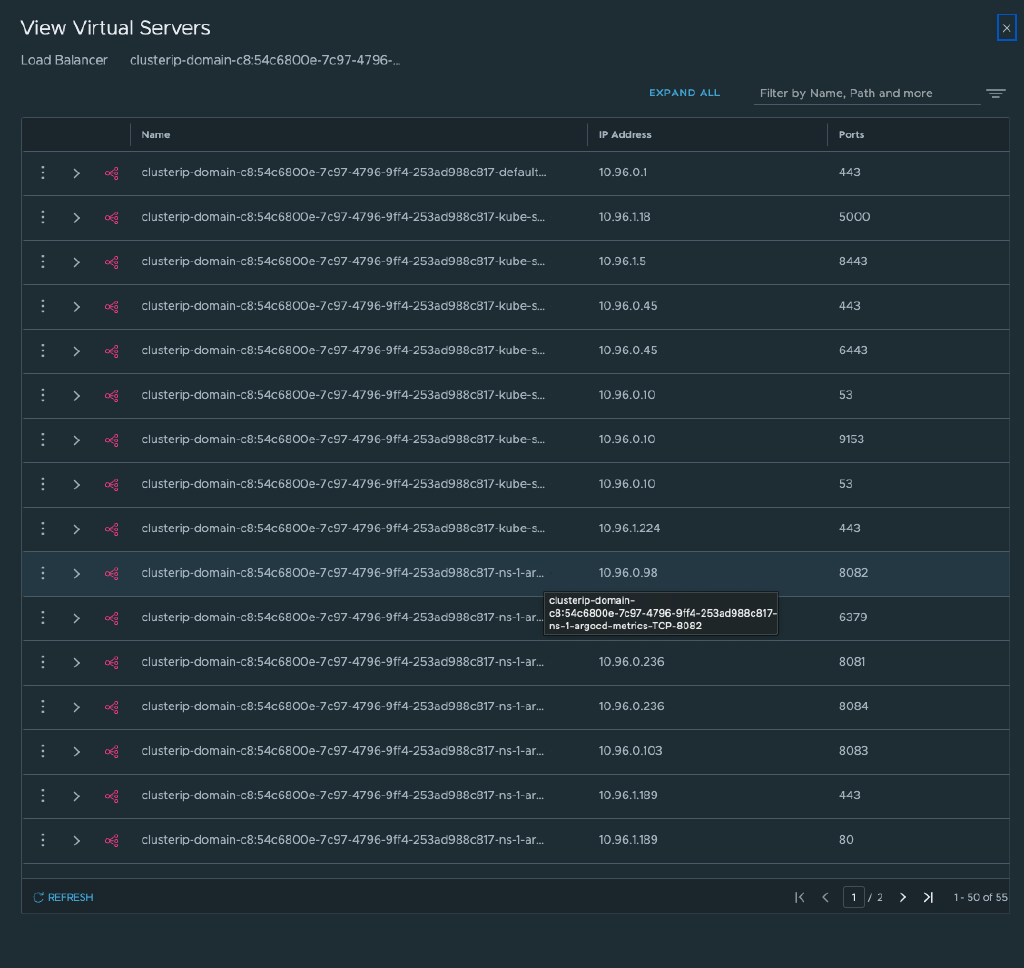 View Virtual Servers
Load Balancer clusterip-domain-c8:54c6800e-7c97-4796-...
EXPAND ALL Filter by Name, Path and more
Name IP Address Ports
clusterip-domain-c8:54c6800e-7c97-4796-9ff4-253ad988c817-default... 10.96.0.1 443
clusterip-domain-c8:54c6800e-7c97-4796-9ff4-253ad988c817-kube-s... 10.96.1.18 5000
clusterip-domain-c8:54c6800e-7c97-4796-9ff4-253ad988c817-kube-s... 10.96.1.5 8443
clusterip-domain-c8:54c6800e-7c97-4796-9ff4-253ad988c817-kube-s... 10.96.0.45 443
clusterip-domain-c8:54c6800e-7c97-4796-9ff4-253ad988c817-kube-s... 10.96.0.45 6443
clusterip-domain-c8:54c6800e-7c97-4796-9ff4-253ad988c817-kube-s... 10.96.0.10 53
clusterip-domain-c8:54c6800e-7c97-4796-9ff4-253ad988c817-kube-s... 10.96.0.10 9153
clusterip-domain-c8:54c6800e-7c97-4796-9ff4-253ad988c817-kube-s... 10.96.0.10 53
clusterip-domain-c8:54c6800e-7c97-4796-9ff4-253ad988c817-kube-s... 10.96.1.224 443
clusterip-domain-c8:54c6800e-7c97-4796-9ff4-253ad988c817-ns-1-ar... 10.96.0.98 8082
clusterip-domain-
c8:54c6800e-7c97-4796-9ff4-253ad988c817-
ns-1-argocd-metrics-TCP-8082
clusterip-domain-c8:54c6800e-7c97-4796-9ff4-253ad988c817-ns-1-ar... 6379
clusterip-domain-c8:54c6800e-7c97-4796-9ff4-253ad988c817-ns-1-ar... 10.96.0.236 8081
clusterip-domain-c8:54c6800e-7c97-4796-9ff4-253ad988c817-ns-1-ar... 10.96.0.236 8084
clusterip-domain-c8:54c6800e-7c97-4796-9ff4-253ad988c817-ns-1-ar... 10.96.0.103 8083
clusterip-domain-c8:54c6800e-7c97-4796-9ff4-253ad988c817-ns-1-ar... 10.96.1.189 443
clusterip-domain-c8:54c6800e-7c97-4796-9ff4-253ad988c817-ns-1-ar... 10.96.1.189 80
REFRESH 1 / 2 1 - 50 of 55